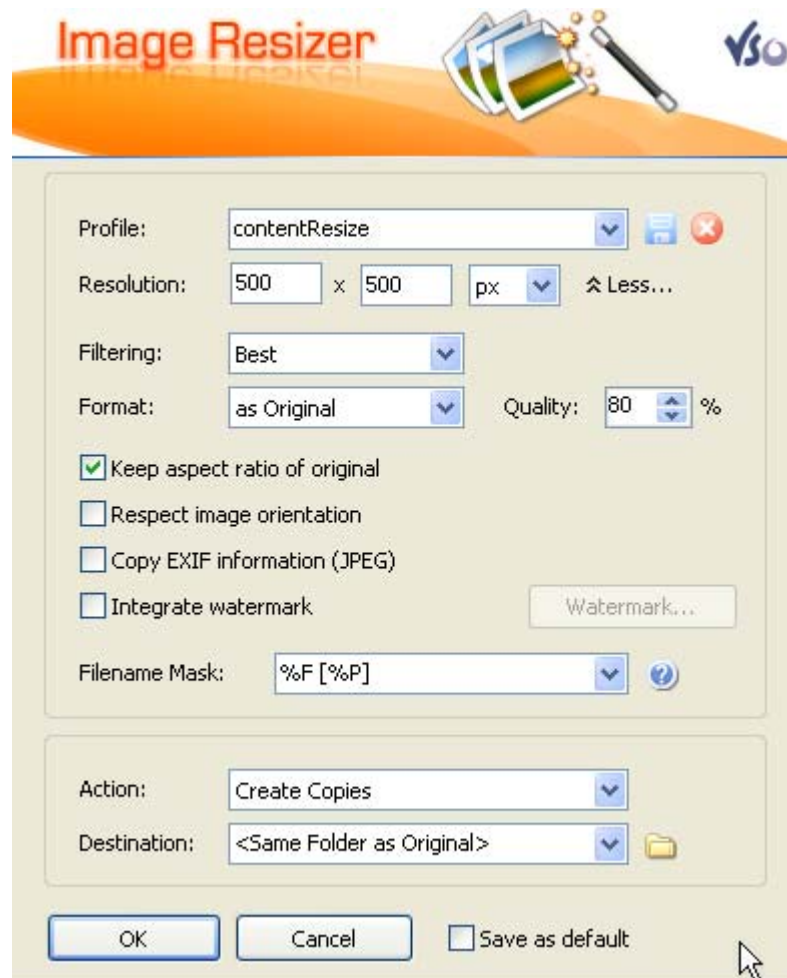 Image Resizer
VSO
Profile: contentResize
Resolution: 500 x 500 px Less...
Filtering: Best
Format: as Original Quality: 80 %
Keep aspect ratio of original
Respect image orientation
Copy EXIF information (JPEG)
Integrate watermark Watermark...
Filename Mask: %F [%P]
Action: Create Copies
Destination: <Same Folder as Original>
OK Cancel Save as default